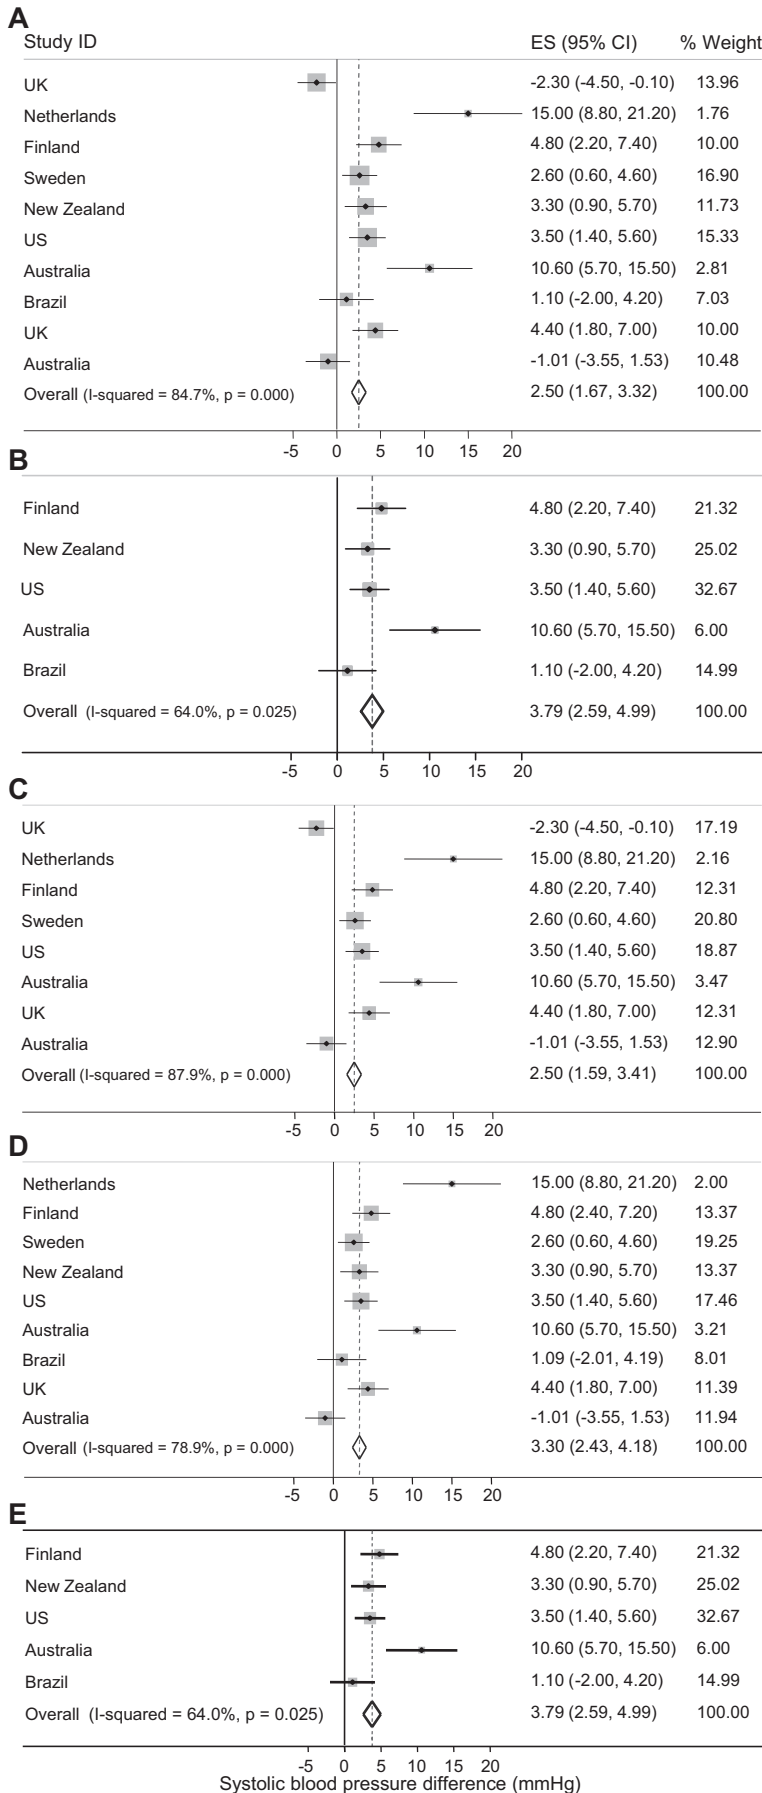 A
Study ID ES (95% CI) % Weight
UK -2.30 (-4.50, -0.10) 13.96
Netherlands 15.00 (8.80, 21.20) 1.76
Finland 4.80 (2.20, 7.40) 10.00
Sweden 2.60 (0.60, 4.60) 16.90
New Zealand 3.30 (0.90, 5.70) 11.73
US 3.50 (1.40, 5.60) 15.33
Australia 10.60 (5.70, 15.50) 2.81
Brazil 1.10 (-2.00, 4.20) 7.03
UK 4.40 (1.80, 7.00) 10.00
Australia -1.01 (-3.55, 1.53) 10.48
Overall (I-squared = 84.7%, p = 0.000) 2.50 (1.67, 3.32) 100.00
-5 0 5 10 15 20
B
Finland 4.80 (2.20, 7.40) 21.32
New Zealand 3.30 (0.90, 5.70) 25.02
US 3.50 (1.40, 5.60) 32.67
Australia 10.60 (5.70, 15.50) 6.00
Brazil 1.10 (-2.00, 4.20) 14.99
Overall (I-squared = 64.0%, p = 0.025) 3.79 (2.59, 4.99) 100.00
-5 0 5 10 15 20
C
UK -2.30 (-4.50, -0.10) 17.19
Netherlands 15.00 (8.80, 21.20) 2.16
Finland 4.80 (2.20, 7.40) 12.31
Sweden 2.60 (0.60, 4.60) 20.80
US 3.50 (1.40, 5.60) 18.87
Australia 10.60 (5.70, 15.50) 3.47
UK 4.40 (1.80, 7.00) 12.31
Australia -1.01 (-3.55, 1.53) 12.90
Overall (I-squared = 87.9%, p = 0.000) 2.50 (1.59, 3.41) 100.00
-5 0 5 10 15 20
D
Netherlands 15.00 (8.80, 21.20) 2.00
Finland 4.80 (2.40, 7.20) 13.37
Sweden 2.60 (0.60, 4.60) 19.25
New Zealand 3.30 (0.90, 5.70) 13.37
US 3.50 (1.40, 5.60) 17.46
Australia 10.60 (5.70, 15.50) 3.21
Brazil 1.09 (-2.01, 4.19) 8.01
UK 4.40 (1.80, 7.00) 11.39
Australia -1.01 (-3.55, 1.53) 11.94
Overall (I-squared = 78.9%, p = 0.000) 3.30 (2.43, 4.18) 100.00
-5 0 5 10 15 20
E
Finland 4.80 (2.20, 7.40) 21.32
New Zealand 3.30 (0.90, 5.70) 25.02
US 3.50 (1.40, 5.60) 32.67
Australia 10.60 (5.70, 15.50) 6.00
Brazil 1.10 (-2.00, 4.20) 14.99
Overall (I-squared = 64.0%, p = 0.025) 3.79 (2.59, 4.99) 100.00
-5 0 5 10 15 20
Systolic blood pressure difference (mmHg)